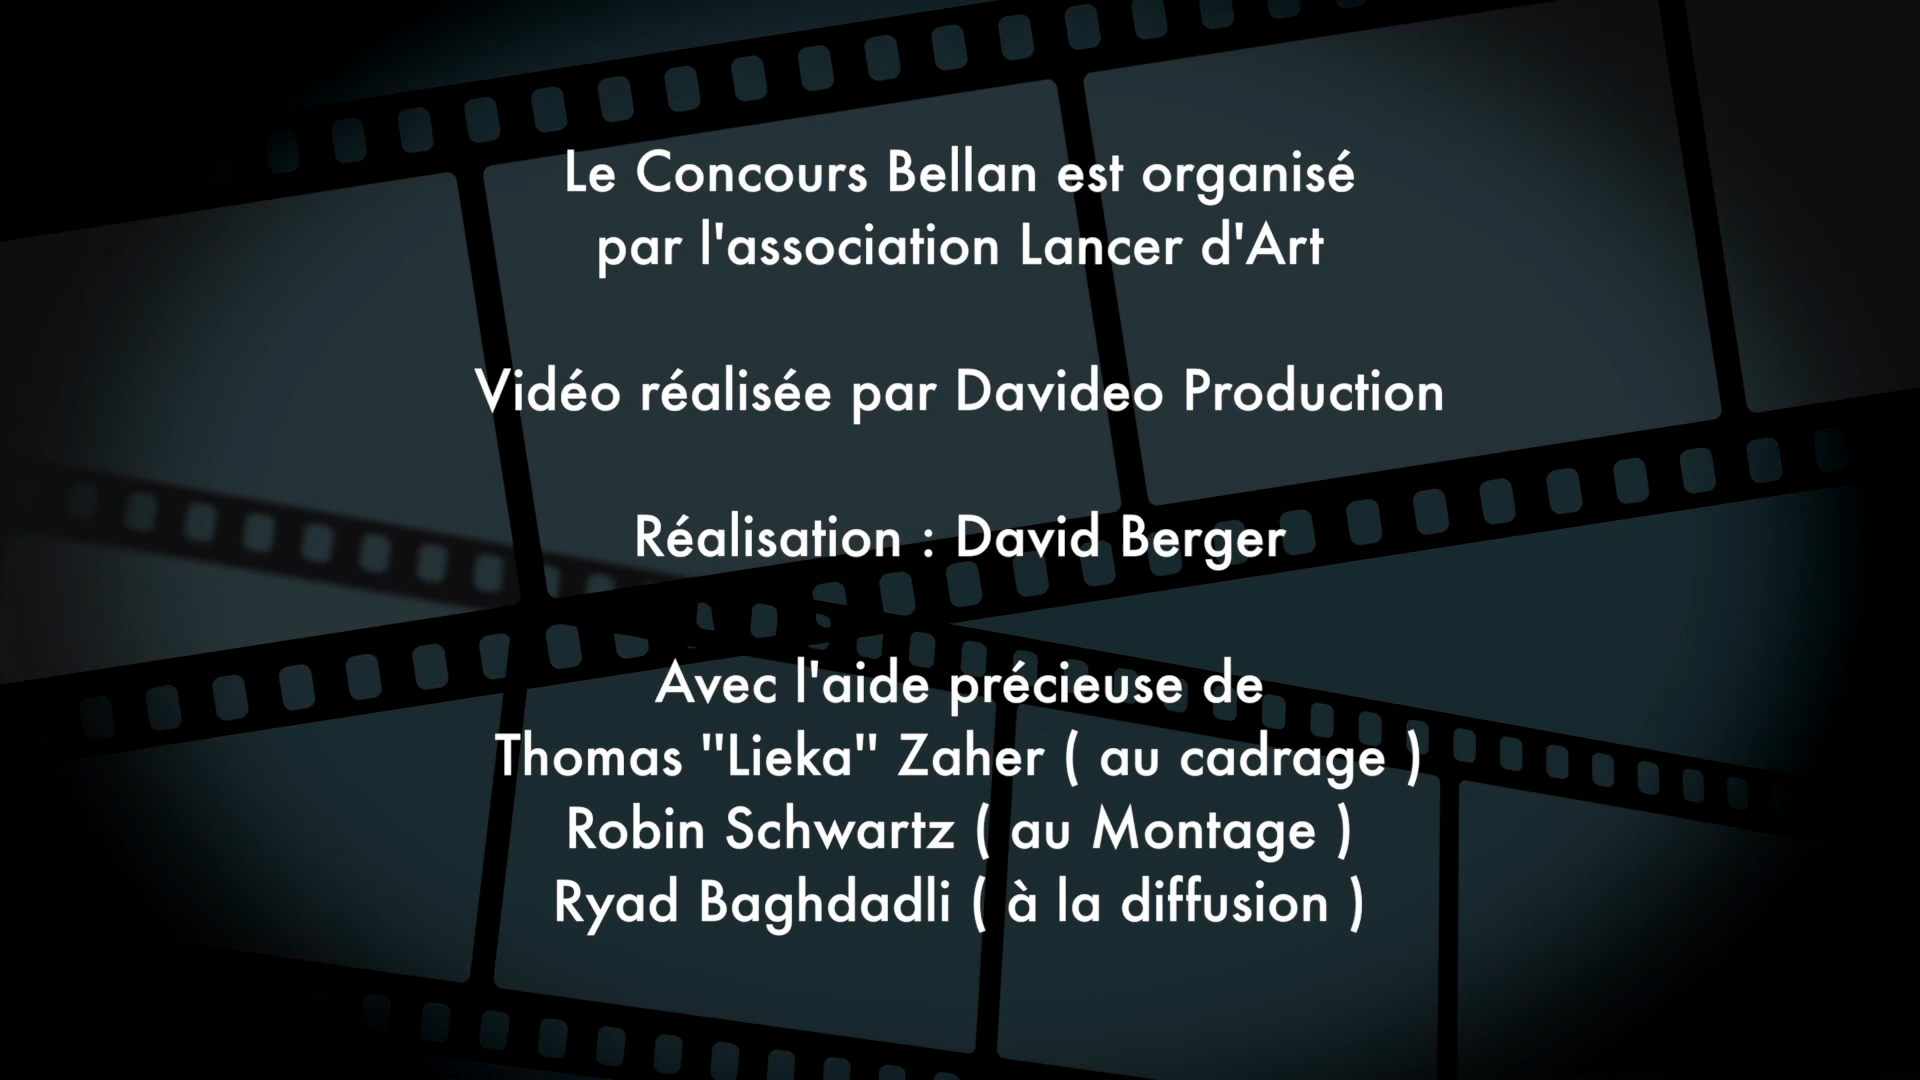 Le Concours Bellan est organisé
par l'association Lancer d'Art
Vidéo réalisée par Davideo Production
Réalisation : David Berger
Avec l'aide précieuse de
Thomas "Lieka" Zaher ( au cadrage )
Robin Schwartz ( au Montage )
Ryad Baghdadli ( à la diffusion )